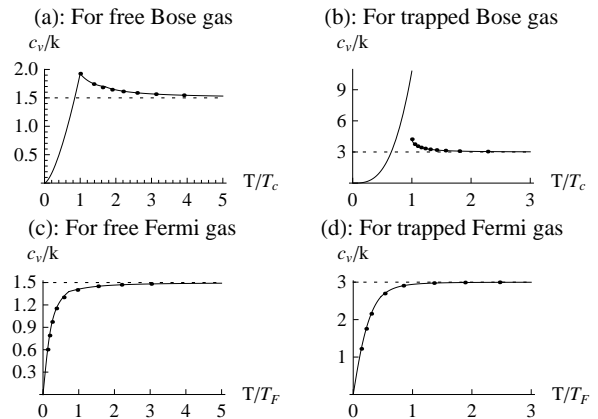 (a): For free Bose gas
c_v/k
2.0
1.5
1.0
0.5
0.0
0 1 2 3 4 5
T/T_c
(b): For trapped Bose gas
c_v/k
9
6
3
0 1 2 3
T/T_c
(c): For free Fermi gas
c_v/k
1.5
1.2
0.9
0.6
0.3
0 1 2 3 4 5
T/T_F
(d): For trapped Fermi gas
c_v/k
3
2
1
0 1 2 3
T/T_F